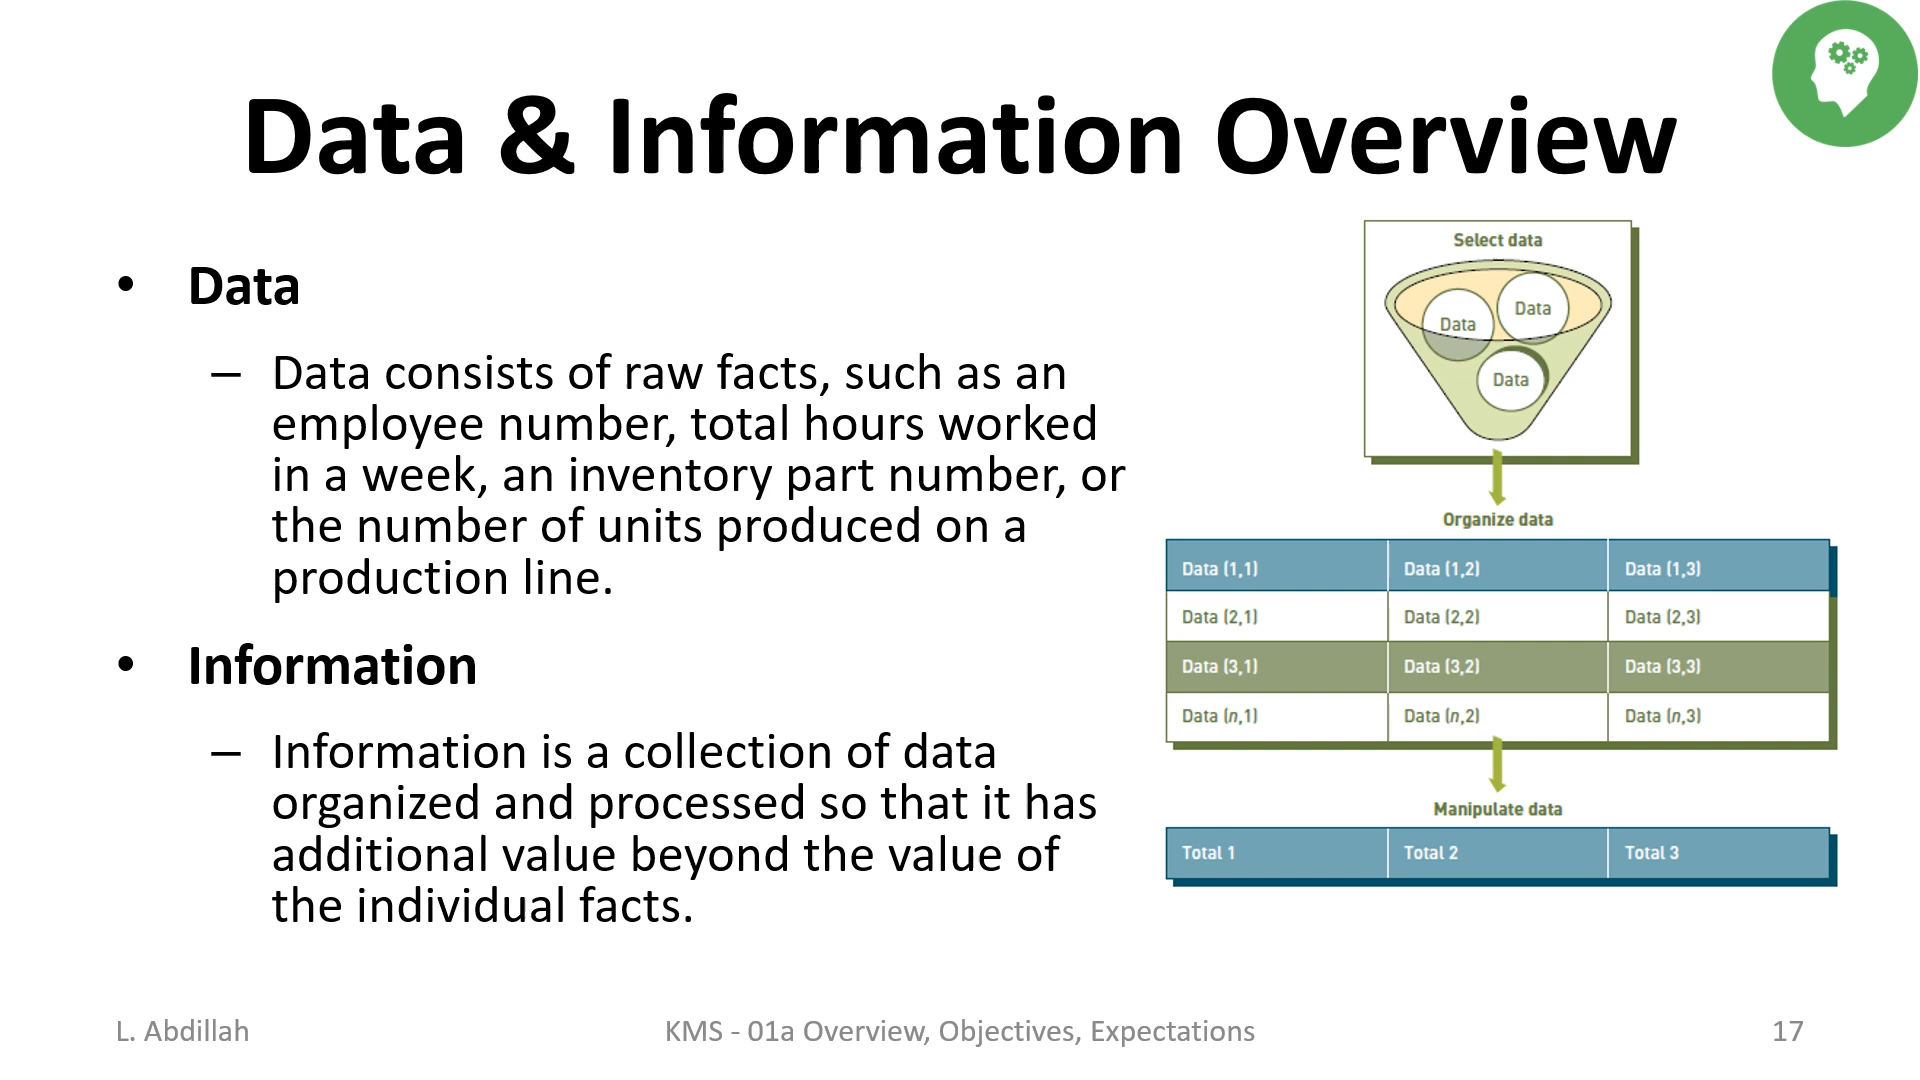 Data & Information Overview
• Data
– Data consists of raw facts, such as an
employee number, total hours worked
in a week, an inventory part number, or
the number of units produced on a
production line.
• Information
– Information is a collection of data
organized and processed so that it has
additional value beyond the value of
the individual facts.
Select data
Data
Data
Data
Organize data
Data (1,1) Data (1,2) Data (1,3)
Data (2,1) Data (2,2) Data (2,3)
Data (3,1) Data (3,2) Data (3,3)
Data (n,1) Data (n,2) Data (n,3)
Manipulate data
Total 1 Total 2 Total 3
L. Abdillah KMS - 01a Overview, Objectives, Expectations 17